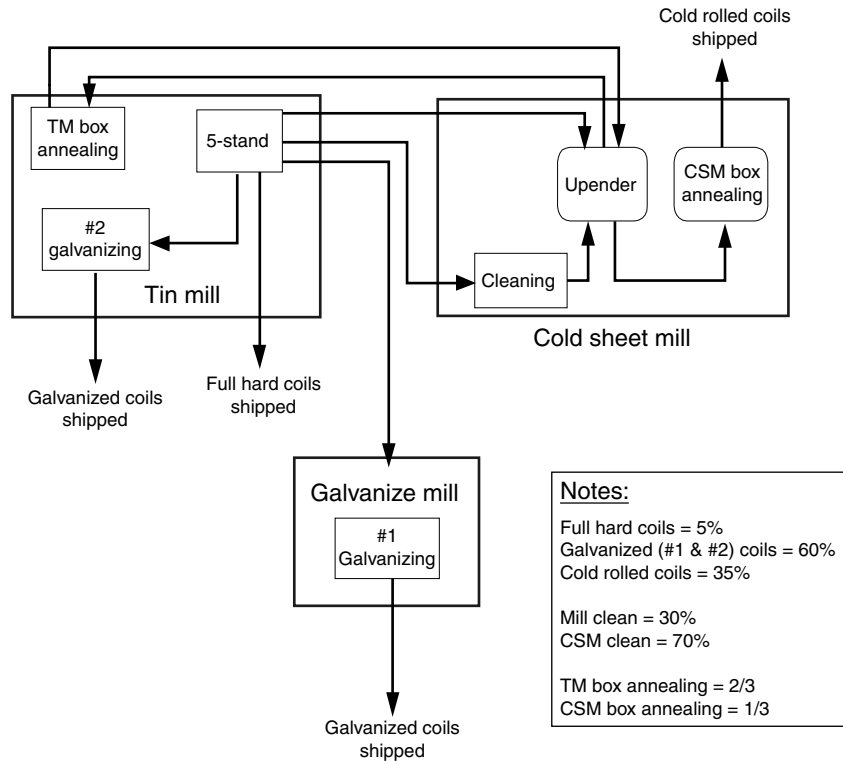 Cold rolled coils
shipped
TM box
annealing
5-stand
Upender
CSM box
annealing
#2
galvanizing
Cleaning
Tin mill
Cold sheet mill
Galvanized coils
shipped
Full hard coils
shipped
Galvanize mill
#1
Galvanizing
Galvanized coils
shipped
Notes:
Full hard coils = 5%
Galvanized (#1 & #2) coils = 60%
Cold rolled coils = 35%
Mill clean = 30%
CSM clean = 70%
TM box annealing = 2/3
CSM box annealing = 1/3